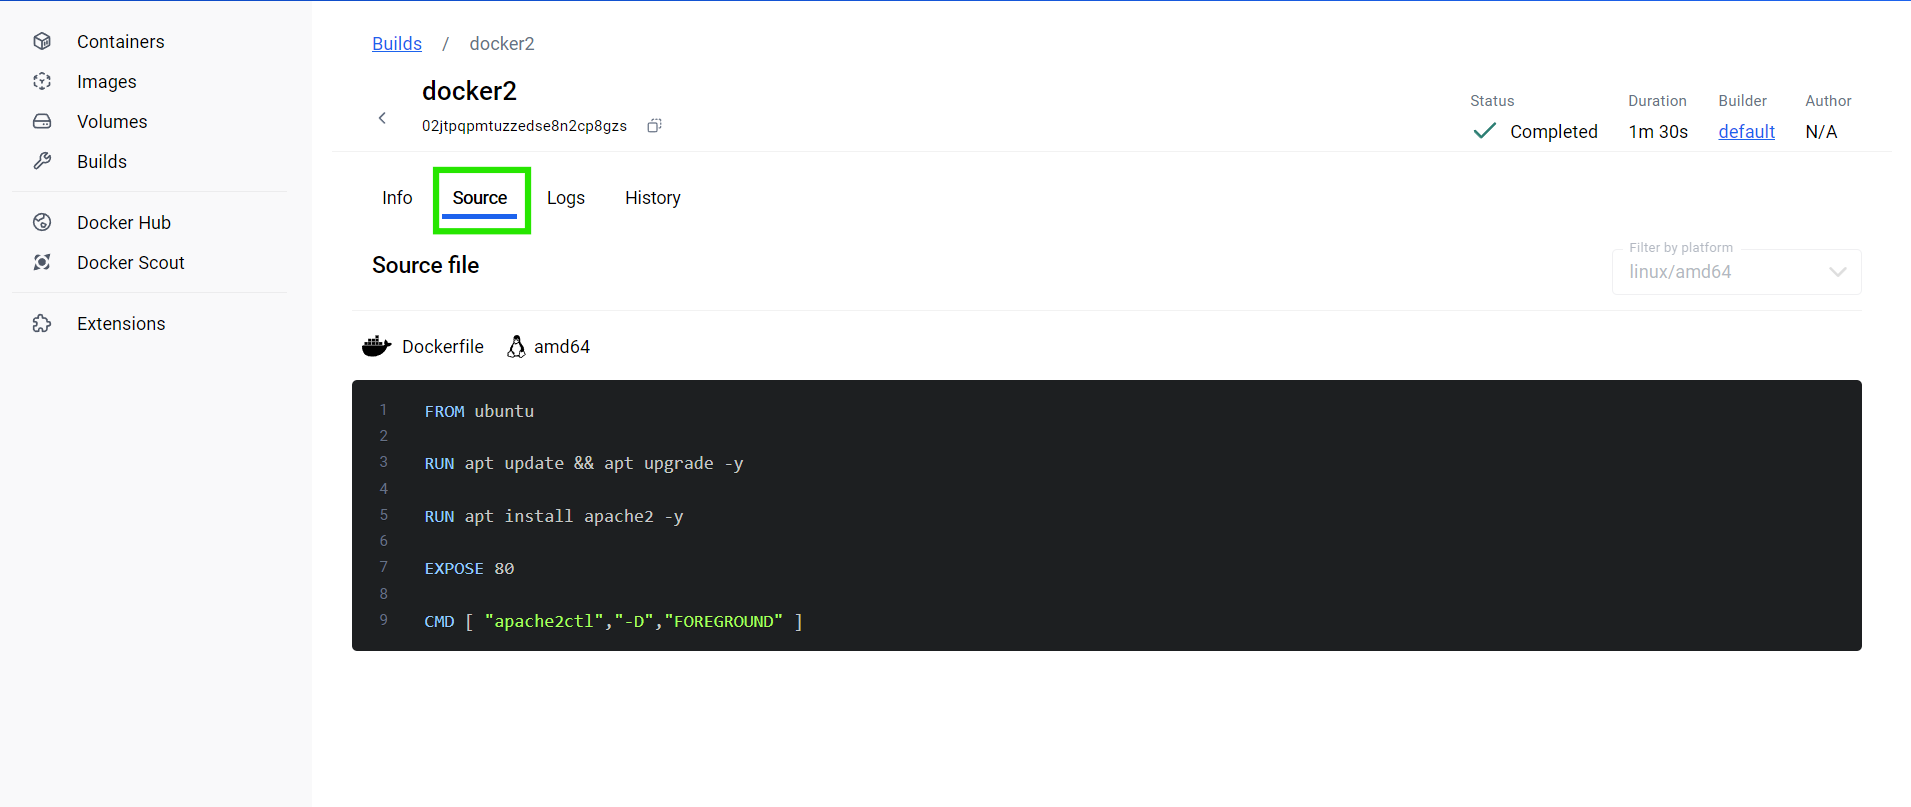 Containers
Images
Volumes
Builds
Docker Hub
Docker Scout
Extensions
Builds / docker2
docker2
02jtpqpmtuzzedse8n2cp8gzs
Status
Completed
Duration
1m 30s
Builder
default
Author
N/A
Info Source Logs History
Source file
Filter by platform
linux/amd64
Dockerfile amd64
1 FROM ubuntu
2
3 RUN apt update && apt upgrade -y
4
5 RUN apt install apache2 -y
6
7 EXPOSE 80
8
9 CMD [ "apache2ctl","-D","FOREGROUND" ]